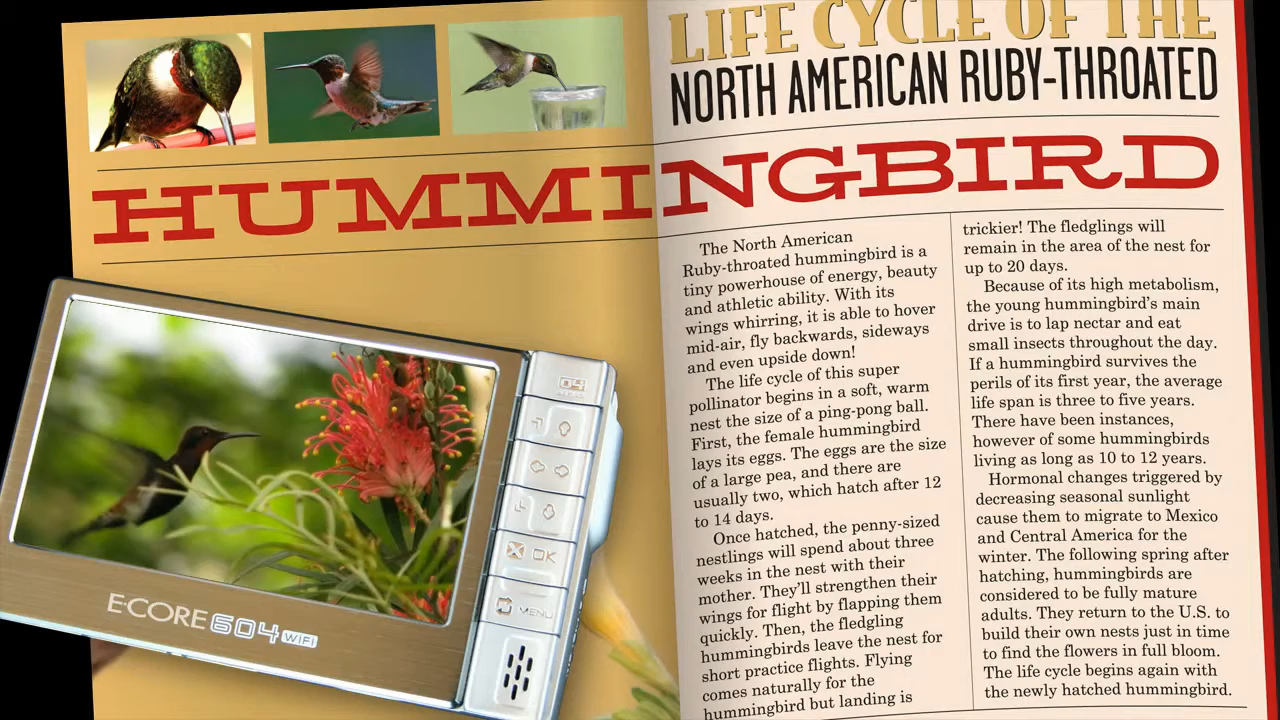 LIFE CYCLE OF THE
NORTH AMERICAN RUBY-THROATED
HUMMINGBIRD
The North American
Ruby-throated hummingbird is a
tiny powerhouse of energy, beauty
and athletic ability. With its
wings whirring, it is able to hover
mid-air, fly backwards, sideways
and even upside down!
The life cycle of this super
pollinator begins in a soft, warm
nest the size of a ping-pong ball.
First, the female hummingbird
lays its eggs. The eggs are the size
of a large pea, and there are
usually two, which hatch after 12
to 14 days.
Once hatched, the penny-sized
nestlings will spend about three
weeks in the nest with their
mother. They'll strengthen their
wings for flight by flapping them
quickly. Then, the fledgling
hummingbirds leave the nest for
short practice flights. Flying
comes naturally for the
hummingbird but landing is
trickier! The fledglings will
remain in the area of the nest for
up to 20 days.
Because of its high metabolism,
the young hummingbird's main
drive is to lap nectar and eat
small insects throughout the day.
If a hummingbird survives the
perils of its first year, the average
life span is three to five years.
There have been instances,
however of some hummingbirds
living as long as 10 to 12 years.
Hormonal changes triggered by
decreasing seasonal sunlight
cause them to migrate to Mexico
and Central America for the
winter. The following spring after
hatching, hummingbirds are
considered to be fully mature
adults. They return to the U.S. to
build their own nests just in time
to find the flowers in full bloom.
The life cycle begins again with
the newly hatched hummingbird.
604
OK
MENU
E·CORE 604 WIFI